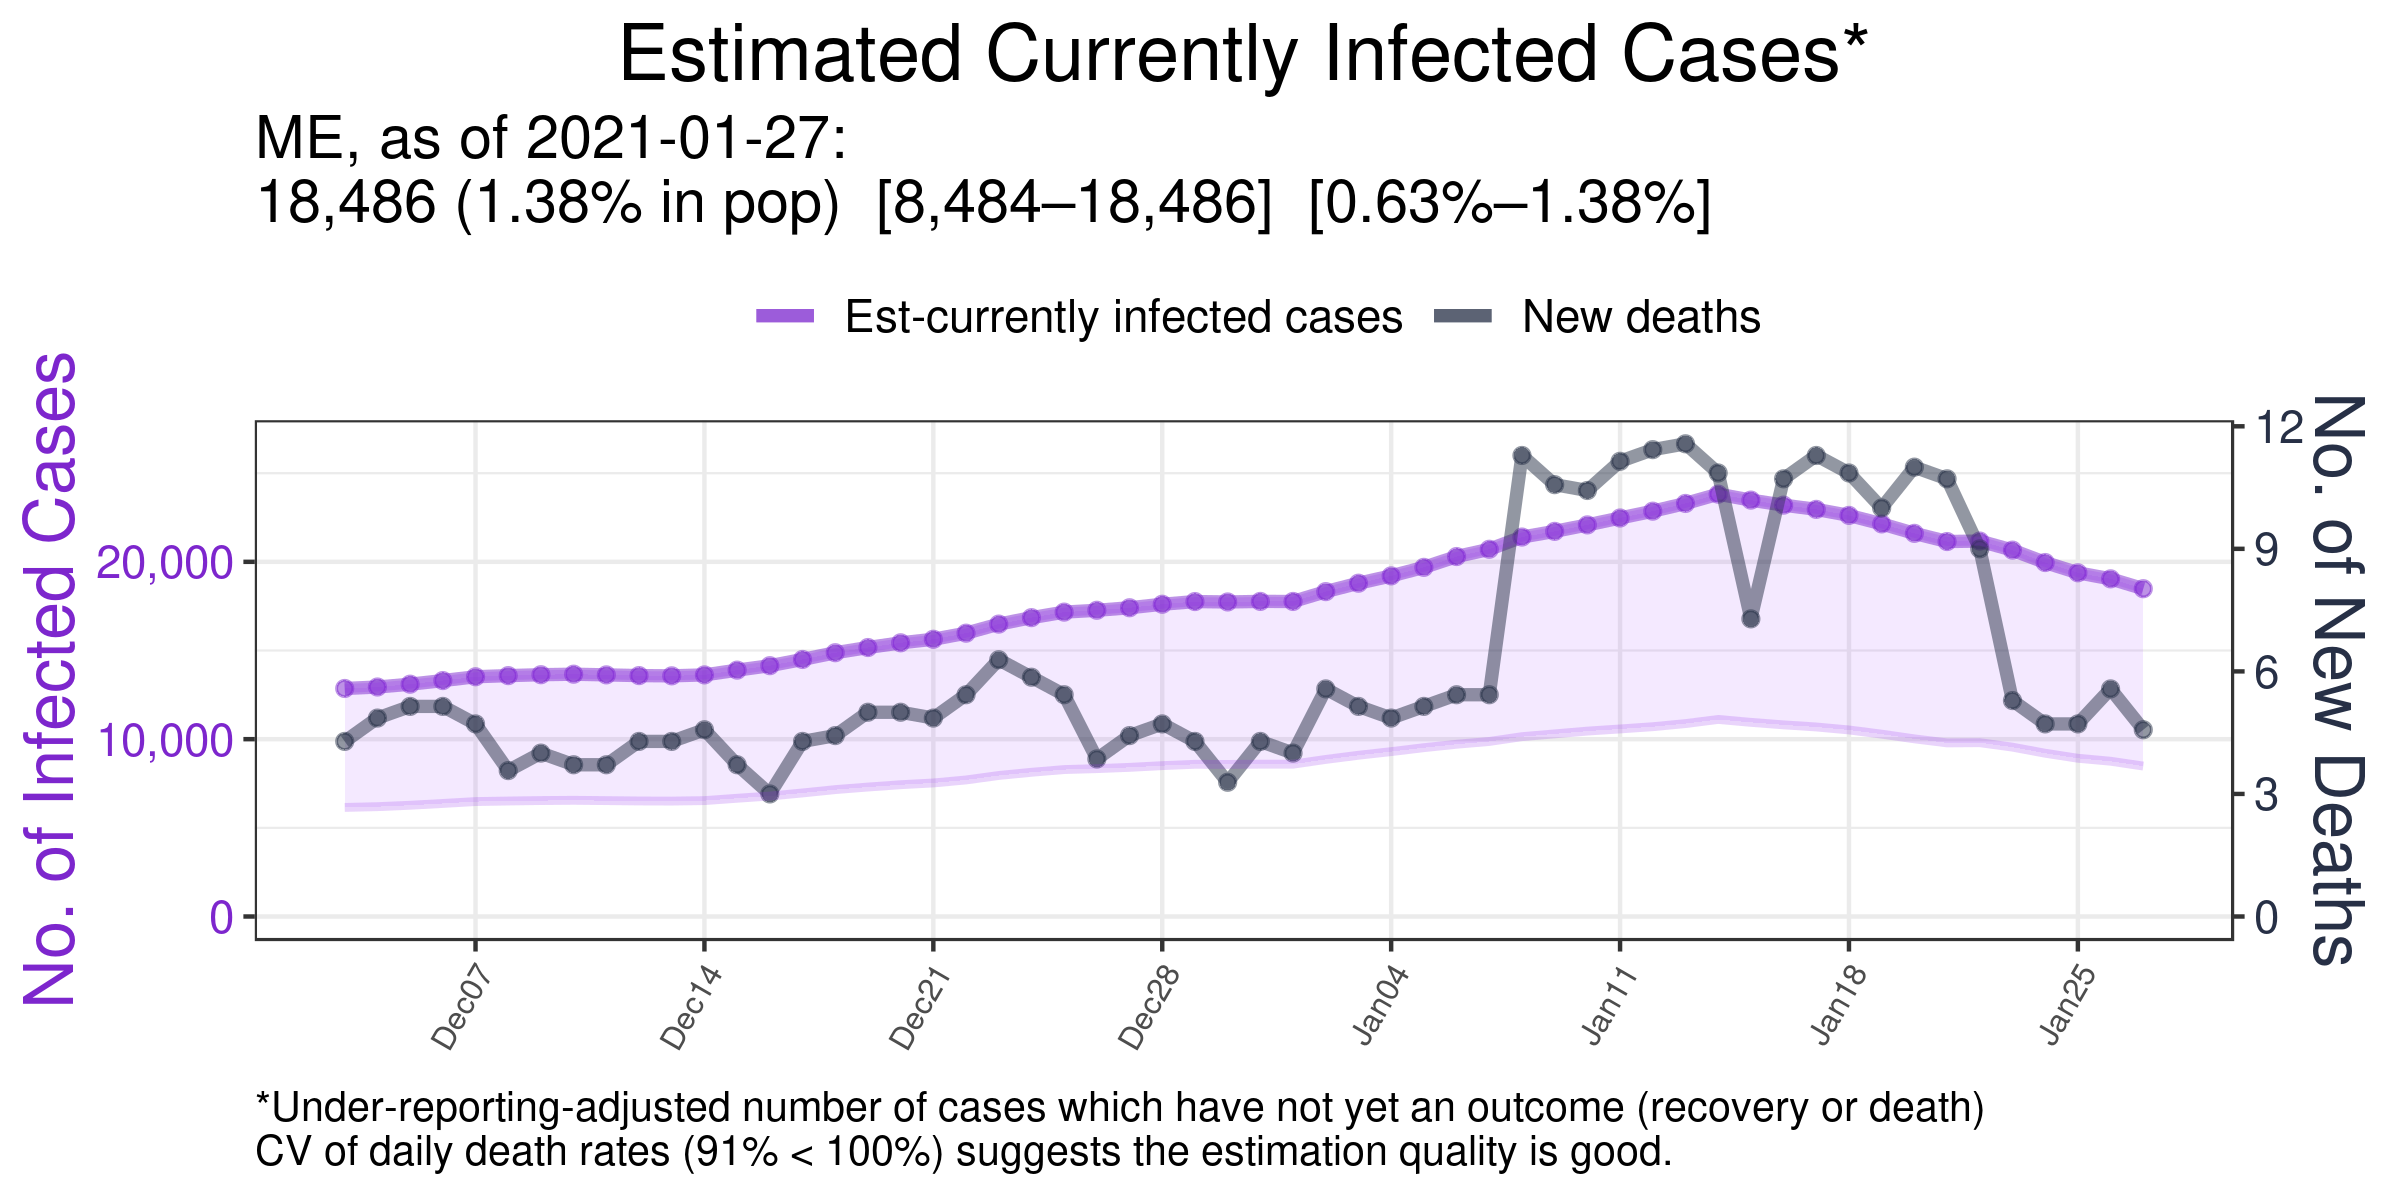 Estimated Currently Infected Cases*
ME, as of 2021-01-27:
18,486 (1.38% in pop)  [8,484–18,486]  [0.63%–1.38%]
Est-currently infected cases
New deaths
No. of Infected Cases
20,000
10,000
0
12
9
6
3
0
No. of New Deaths
Dec07
Dec14
Dec21
Dec28
Jan04
Jan11
Jan18
Jan25
*Under-reporting-adjusted number of cases which have not yet an outcome (recovery or death)
CV of daily death rates (91% < 100%) suggests the estimation quality is good.